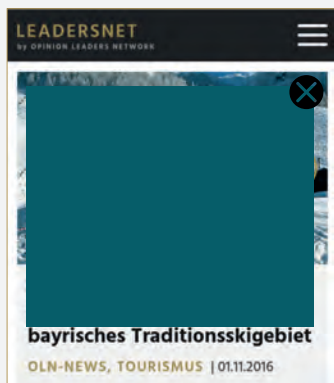 LEADERSNET
by OPINION LEADERS NETWORK
bayrisches Traditionsskigebiet
OLN-NEWS, TOURISMUS | 01.11.2016